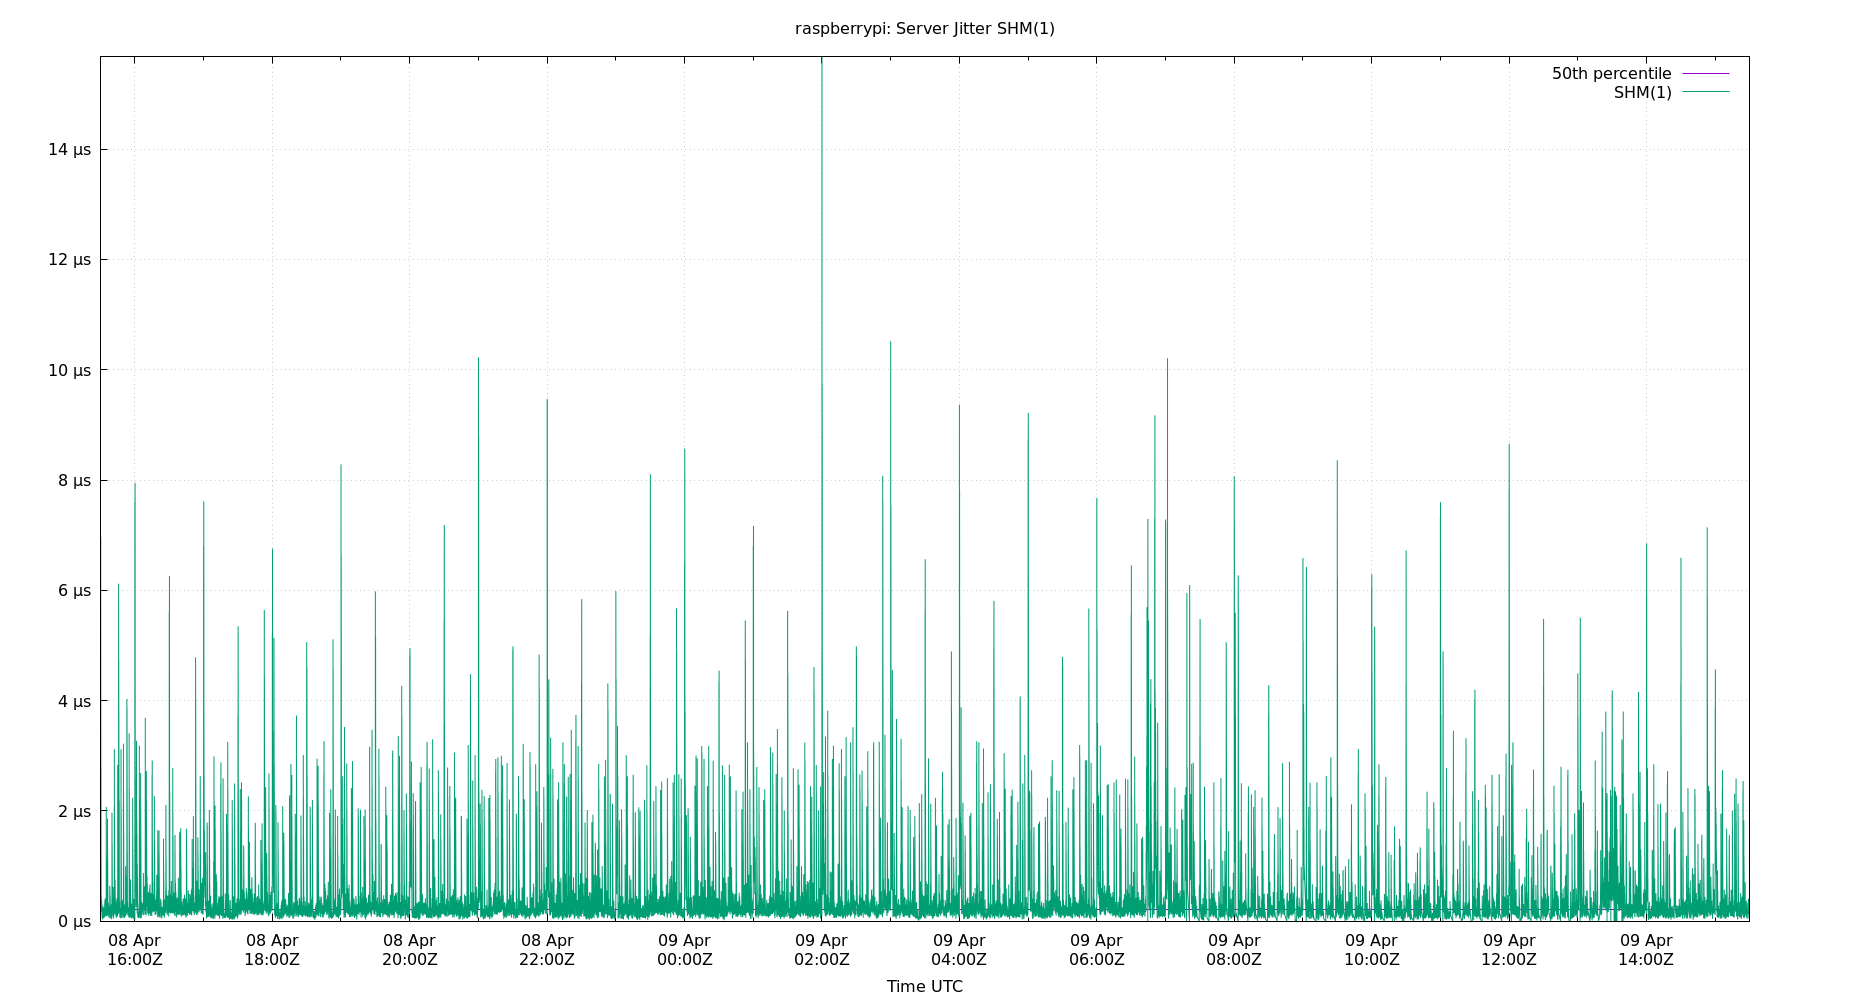 raspberrypi: Server Jitter SHM(1)
50th percentile
SHM(1)
14 µs
12 µs
10 µs
8 µs
6 µs
4 µs
2 µs
0 µs
08 Apr 08 Apr 08 Apr 08 Apr 09 Apr 09 Apr 09 Apr 09 Apr 09 Apr 09 Apr 09 Apr 09 Apr
16:00Z 18:00Z 20:00Z 22:00Z 00:00Z 02:00Z 04:00Z 06:00Z 08:00Z 10:00Z 12:00Z 14:00Z
Time UTC